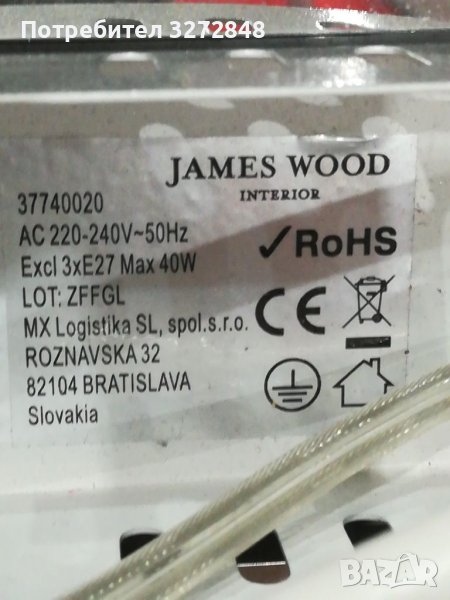 Потребител 3272848
JAMES WOOD
INTERIOR
37740020
AC 220-240V~50Hz
Excl 3xE27 Max 40W
LOT: ZFFGL
MX Logistika SL, spol.s.r.o.
ROZNAVSKA 32
82104 BRATISLAVA
Slovakia
✓RoHS
CE
BAZAR